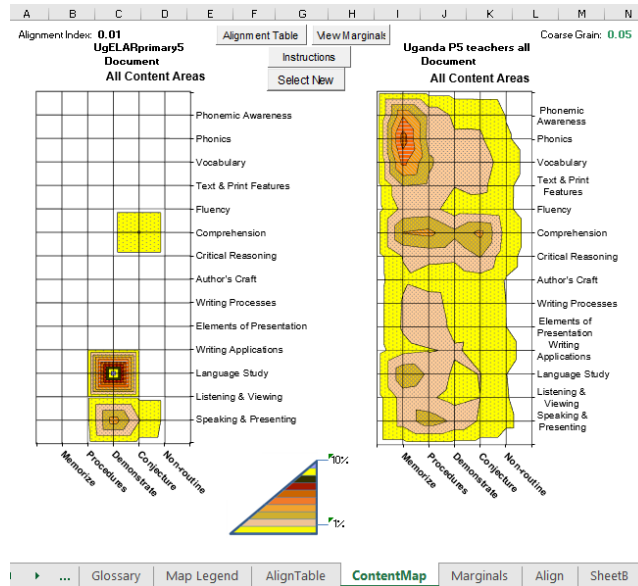 A B C D E F G H I J K L M N
Alignment Index: 0.01 Alignment Table View Marginals Coarse Grain: 0.05
UgELARprimary5 Instructions Uganda P5 teachers all
Document Select New Document
All Content Areas All Content Areas
Phonemic Awareness
Phonics
Vocabulary
Text & Print Features
Fluency
Comprehension
Critical Reasoning
Author's Craft
Writing Processes
Elements of Presentation
Writing Applications
Language Study
Listening & Viewing
Speaking & Presenting
Memorize
Procedures
Demonstrate
Conjecture
Non-routine
Phonemic
Awareness
Phonics
Vocabulary
Text & Print
Features
Fluency
Comprehension
Critical Reasoning
Author's Craft
Writing Processes
Elements of
Presentation
Writing
Applications
Language Study
Listening &
Viewing
Speaking &
Presenting
Memorize
Procedures
Demonstrate
Conjecture
Non-routine
10%
1%
... Glossary Map Legend AlignTable ContentMap Marginals Align SheetB